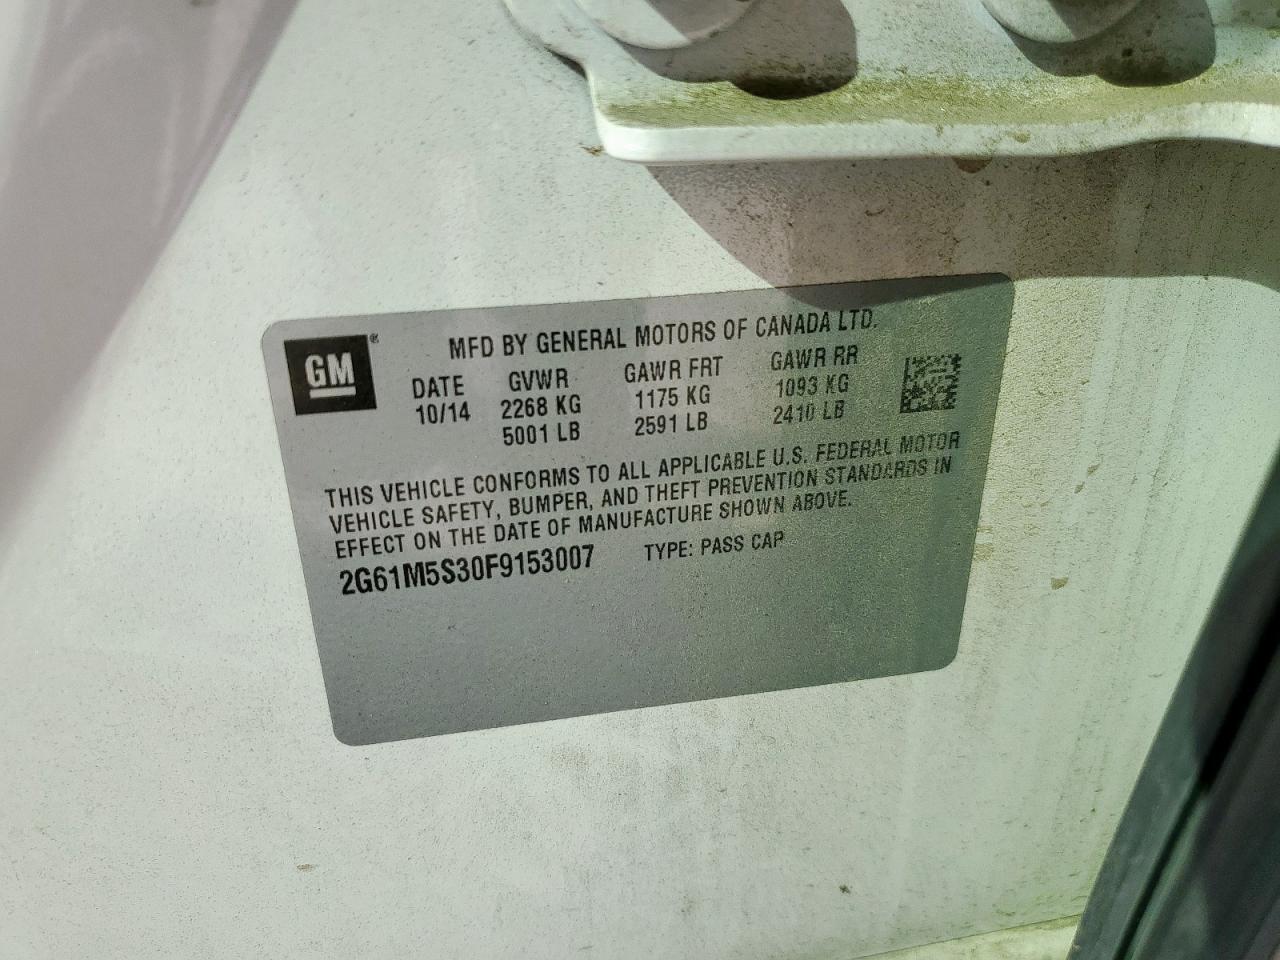 GM®
MFD BY GENERAL MOTORS OF CANADA LTD.
DATE GVWR GAWR FRT GAWR RR
10/14 2268 KG 1175 KG 1093 KG
5001 LB 2591 LB 2410 LB
THIS VEHICLE CONFORMS TO ALL APPLICABLE U.S. FEDERAL MOTOR
VEHICLE SAFETY, BUMPER, AND THEFT PREVENTION STANDARDS IN
EFFECT ON THE DATE OF MANUFACTURE SHOWN ABOVE.
2G61M5S30F9153007 TYPE: PASS CAR